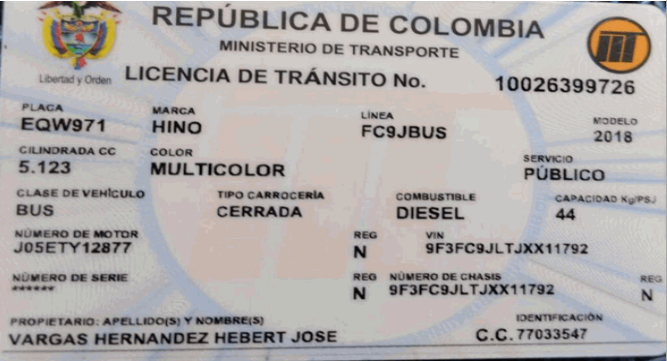 REPÚBLICA DE COLOMBIA
MINISTERIO DE TRANSPORTE
Libertad y Orden
LICENCIA DE TRÁNSITO No. 10026399726
PLACA MARCA LÍNEA MODELO
EQW971 HINO FC9JBUS 2018
CILINDRADA CC COLOR SERVICIO
5.123 MULTICOLOR PÚBLICO
CLASE DE VEHÍCULO TIPO CARROCERÍA COMBUSTIBLE CAPACIDAD Kg/PSJ
BUS CERRADA DIESEL 44
NÚMERO DE MOTOR REG VIN
J05ETY12877 N 9F3FC9JLTJXX11792
NÚMERO DE SERIE REG NÚMERO DE CHASIS REG
****** N 9F3FC9JLTJXX11792 N
PROPIETARIO: APELLIDO(S) Y NOMBRE(S) IDENTIFICACIÓN
VARGAS HERNANDEZ HEBERT JOSE C.C. 77033547